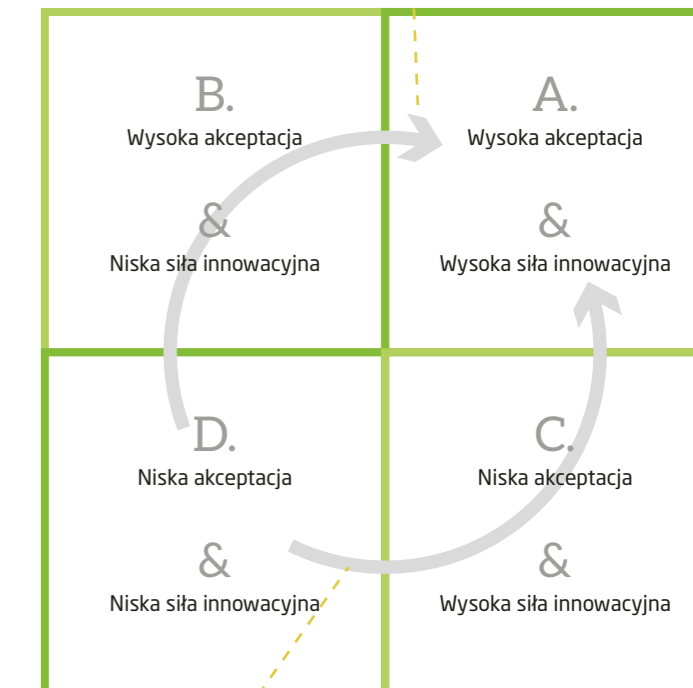 B.
Wysoka akceptacja
&
Niska siła innowacyjna
A.
Wysoka akceptacja
&
Wysoka siła innowacyjna
D.
Niska akceptacja
&
Niska siła innowacyjna
C.
Niska akceptacja
&
Wysoka siła innowacyjna